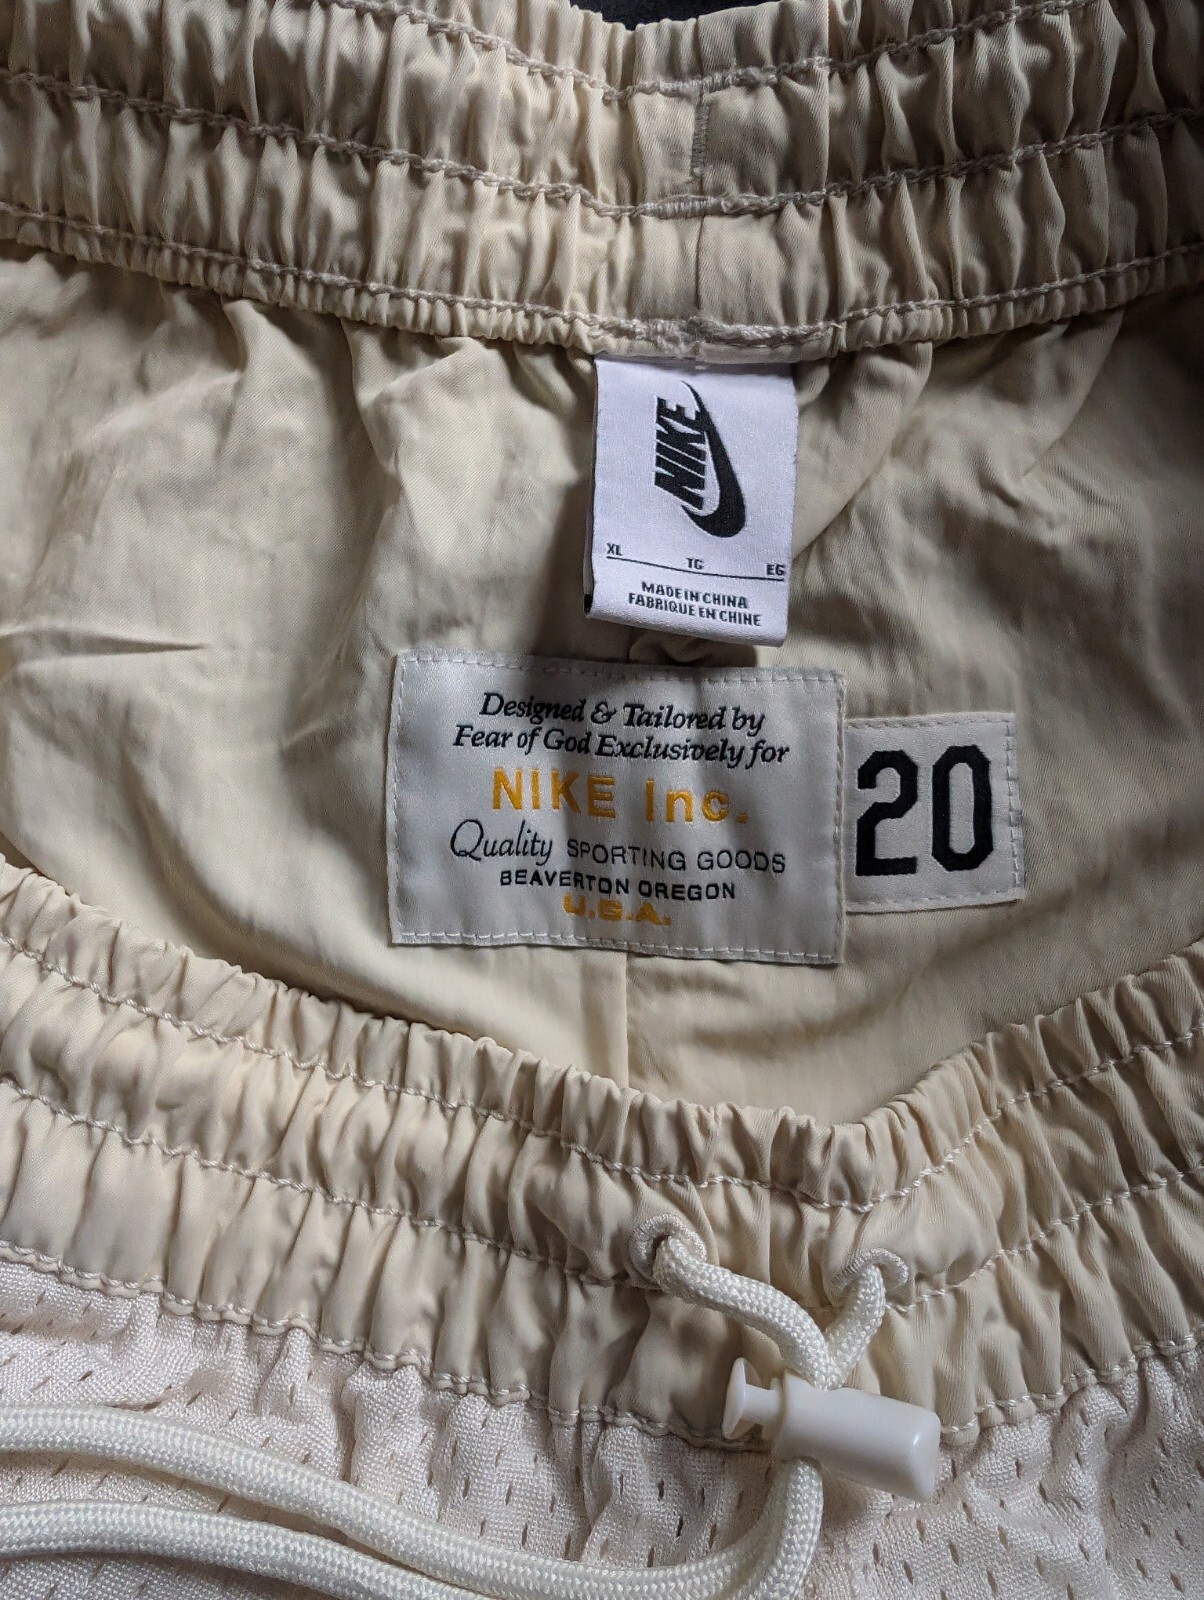 NIKE
XL TG EG
MADE IN CHINA
FABRIQUE EN CHINE
Designed & Tailored by
Fear of God Exclusively for
NIKE Inc.
Quality SPORTING GOODS
BEAVERTON OREGON
U.S.A.
20